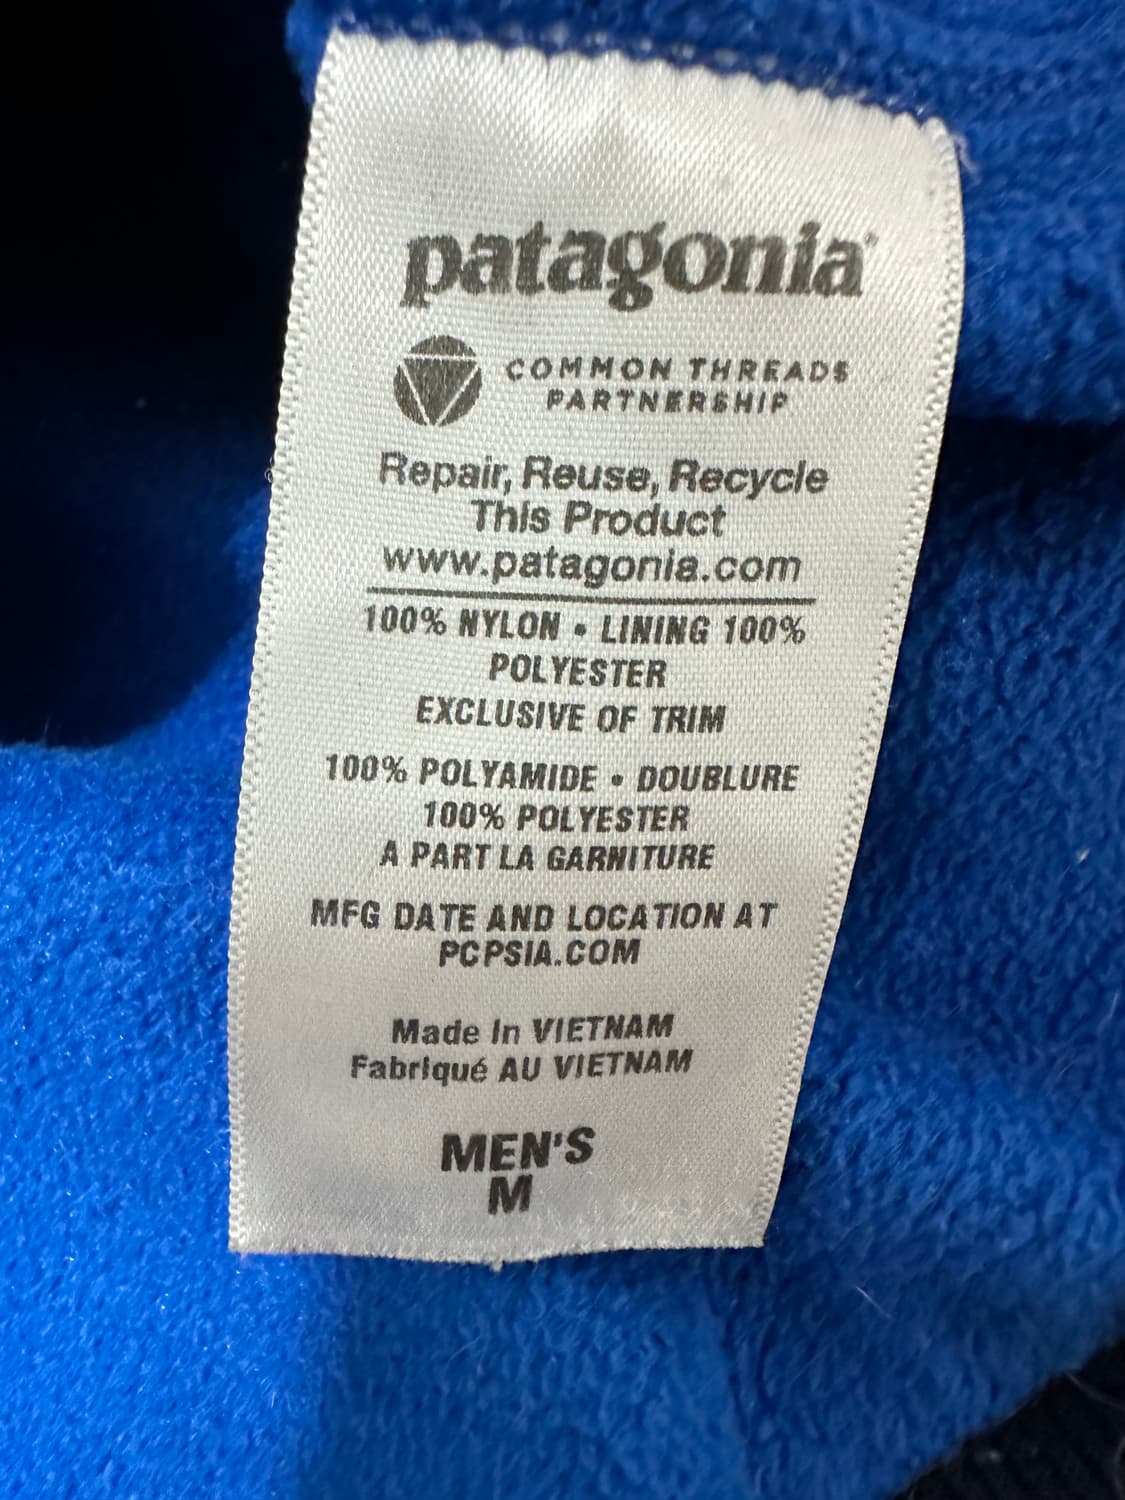 patagonia®
COMMON THREADS
PARTNERSHIP
Repair, Reuse, Recycle
This Product
www.patagonia.com
100% NYLON • LINING 100%
POLYESTER
EXCLUSIVE OF TRIM
100% POLYAMIDE • DOUBLURE
100% POLYESTER
A PART LA GARNITURE
MFG DATE AND LOCATION AT
PCPSIA.COM
Made in VIETNAM
Fabriqué AU VIETNAM
MEN'S
M